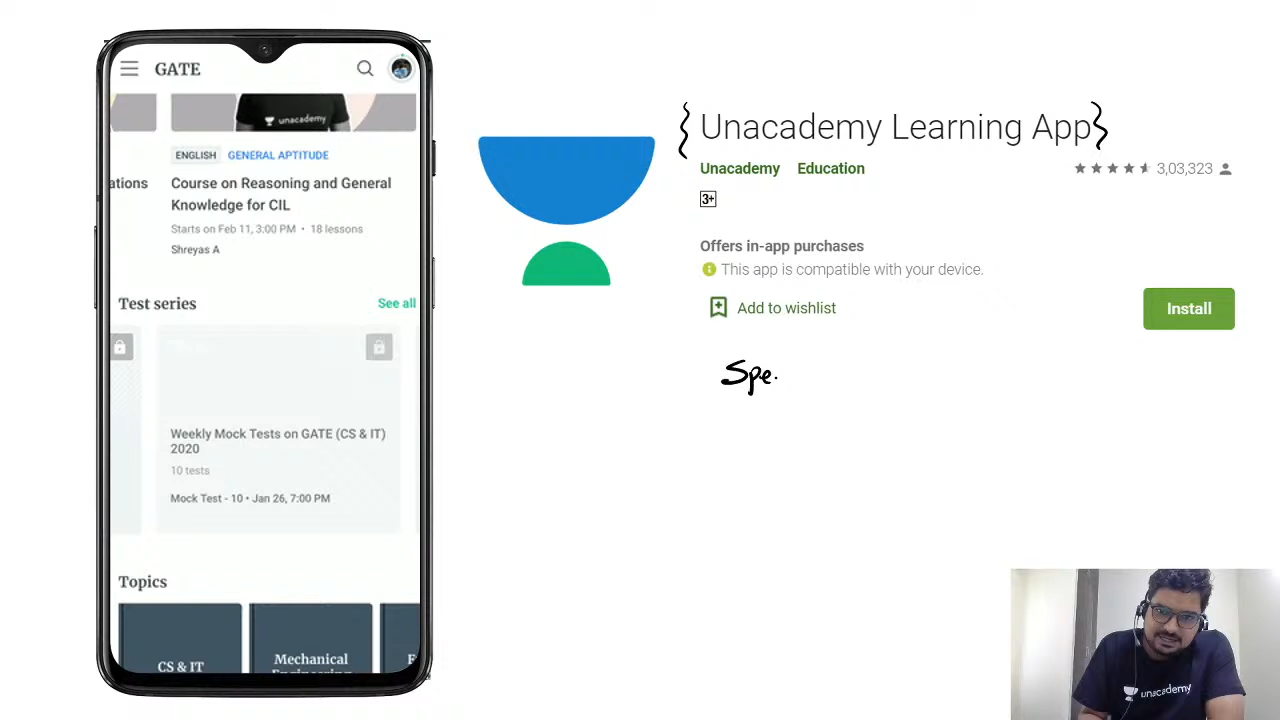 GATE
unacademy
ENGLISH GENERAL APTITUDE
ations
Course on Reasoning and General
Knowledge for CIL
Starts on Feb 11, 3:00 PM • 18 lessons
Shreyas A
Test series See all
Weekly Mock Tests on GATE (CS & IT)
2020
10 tests
Mock Test - 10 • Jan 26, 7:00 PM
Topics
CS & IT
Mechanical
Engineering
Unacademy Learning App
Unacademy Education 3,03,323
3+
Offers in-app purchases
This app is compatible with your device.
Add to wishlist
Install
Spe.
unacademy